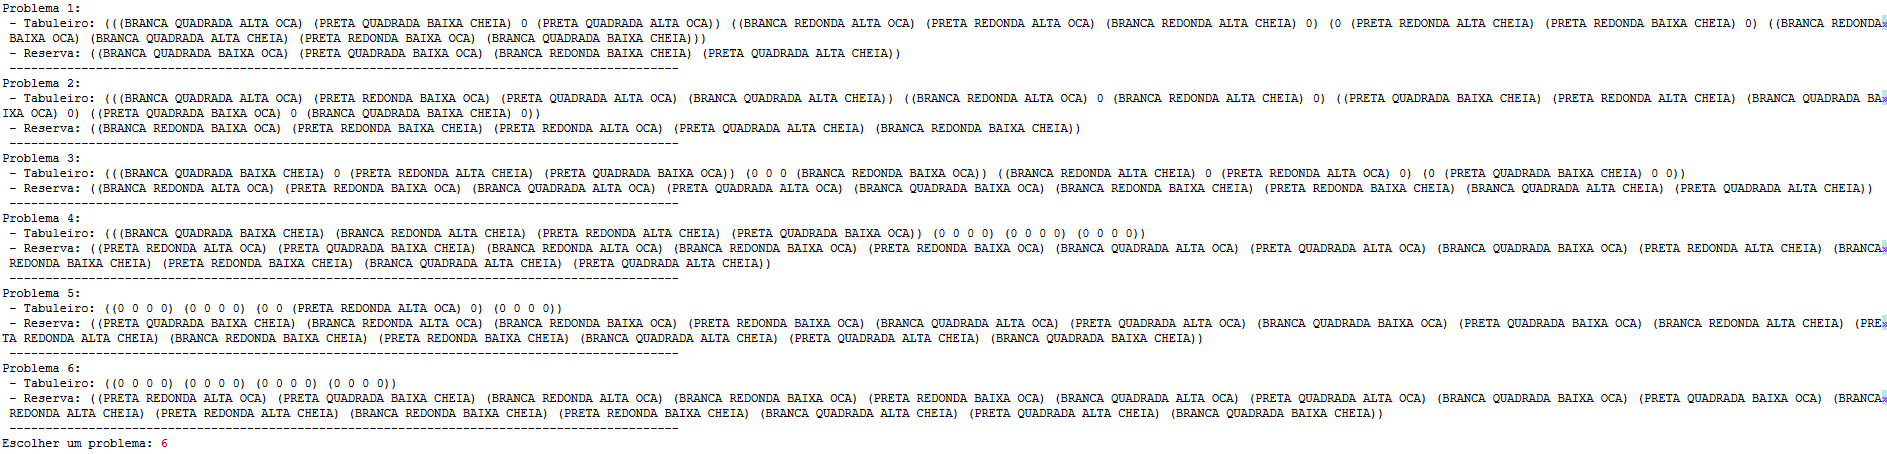 Problema 1:
- Tabuleiro: (((BRANCA QUADRADA ALTA OCA) (PRETA QUADRADA BAIXA CHEIA) 0 (PRETA QUADRADA ALTA OCA)) ((BRANCA REDONDA ALTA OCA) (PRETA REDONDA ALTA OCA) (BRANCA REDONDA ALTA CHEIA) 0) (0 (PRETA REDONDA ALTA CHEIA) (PRETA REDONDA BAIXA CHEIA) 0) ((BRANCA REDONDA»
BAIXA OCA) (BRANCA QUADRADA ALTA CHEIA) (PRETA REDONDA BAIXA OCA) (BRANCA QUADRADA BAIXA CHEIA)))
- Reserva: ((BRANCA QUADRADA BAIXA OCA) (PRETA QUADRADA BAIXA OCA) (BRANCA REDONDA BAIXA CHEIA) (PRETA QUADRADA ALTA CHEIA))
-----------------------------------------------------------------------------------------------
Problema 2:
- Tabuleiro: (((BRANCA QUADRADA ALTA OCA) (PRETA REDONDA BAIXA OCA) (PRETA QUADRADA ALTA OCA) (BRANCA QUADRADA ALTA CHEIA)) ((BRANCA REDONDA ALTA OCA) 0 (BRANCA REDONDA ALTA CHEIA) 0) ((PRETA QUADRADA BAIXA CHEIA) (PRETA REDONDA ALTA CHEIA) (BRANCA QUADRADA BA»
IXA OCA) 0) ((PRETA QUADRADA BAIXA OCA) 0 (BRANCA QUADRADA BAIXA CHEIA) 0))
- Reserva: ((BRANCA REDONDA BAIXA OCA) (PRETA REDONDA BAIXA CHEIA) (PRETA REDONDA ALTA OCA) (PRETA QUADRADA ALTA CHEIA) (BRANCA REDONDA BAIXA CHEIA))
-----------------------------------------------------------------------------------------------
Problema 3:
- Tabuleiro: (((BRANCA QUADRADA BAIXA CHEIA) 0 (PRETA REDONDA ALTA CHEIA) (PRETA QUADRADA BAIXA OCA)) (0 0 0 (BRANCA REDONDA BAIXA OCA)) ((BRANCA REDONDA ALTA CHEIA) 0 (PRETA REDONDA ALTA OCA) 0) (0 (PRETA QUADRADA BAIXA CHEIA) 0 0))
- Reserva: ((BRANCA REDONDA ALTA OCA) (PRETA REDONDA BAIXA OCA) (BRANCA QUADRADA ALTA OCA) (PRETA QUADRADA ALTA OCA) (BRANCA QUADRADA BAIXA OCA) (BRANCA REDONDA BAIXA CHEIA) (PRETA REDONDA BAIXA CHEIA) (BRANCA QUADRADA ALTA CHEIA) (PRETA QUADRADA ALTA CHEIA))
-----------------------------------------------------------------------------------------------
Problema 4:
- Tabuleiro: (((BRANCA QUADRADA BAIXA CHEIA) (BRANCA REDONDA ALTA CHEIA) (PRETA REDONDA ALTA CHEIA) (PRETA QUADRADA BAIXA OCA)) (0 0 0 0) (0 0 0 0) (0 0 0 0))
- Reserva: ((PRETA REDONDA ALTA OCA) (PRETA QUADRADA BAIXA CHEIA) (BRANCA REDONDA ALTA OCA) (BRANCA REDONDA BAIXA OCA) (PRETA REDONDA BAIXA OCA) (BRANCA QUADRADA ALTA OCA) (PRETA QUADRADA ALTA OCA) (BRANCA QUADRADA BAIXA OCA) (PRETA REDONDA ALTA CHEIA) (BRANCA»
REDONDA BAIXA CHEIA) (PRETA REDONDA BAIXA CHEIA) (BRANCA QUADRADA ALTA CHEIA) (PRETA QUADRADA ALTA CHEIA))
-----------------------------------------------------------------------------------------------
Problema 5:
- Tabuleiro: ((0 0 0 0) (0 0 0 0) (0 0 (PRETA REDONDA ALTA OCA) 0) (0 0 0 0))
- Reserva: ((PRETA QUADRADA BAIXA CHEIA) (BRANCA REDONDA ALTA OCA) (BRANCA REDONDA BAIXA OCA) (PRETA REDONDA BAIXA OCA) (BRANCA QUADRADA ALTA OCA) (PRETA QUADRADA ALTA OCA) (BRANCA QUADRADA BAIXA OCA) (PRETA QUADRADA BAIXA OCA) (BRANCA REDONDA ALTA CHEIA) (PRE»
TA REDONDA ALTA CHEIA) (BRANCA REDONDA BAIXA CHEIA) (PRETA REDONDA BAIXA CHEIA) (BRANCA QUADRADA ALTA CHEIA) (PRETA QUADRADA ALTA CHEIA) (BRANCA QUADRADA BAIXA CHEIA))
-----------------------------------------------------------------------------------------------
Problema 6:
- Tabuleiro: ((0 0 0 0) (0 0 0 0) (0 0 0 0) (0 0 0 0))
- Reserva: ((PRETA REDONDA ALTA OCA) (PRETA QUADRADA BAIXA CHEIA) (BRANCA REDONDA ALTA OCA) (BRANCA REDONDA BAIXA OCA) (PRETA REDONDA BAIXA OCA) (BRANCA QUADRADA ALTA OCA) (PRETA QUADRADA ALTA OCA) (BRANCA QUADRADA BAIXA OCA) (PRETA QUADRADA BAIXA OCA) (BRANCA»
REDONDA ALTA CHEIA) (PRETA REDONDA ALTA CHEIA) (BRANCA REDONDA BAIXA CHEIA) (PRETA REDONDA BAIXA CHEIA) (BRANCA QUADRADA ALTA CHEIA) (PRETA QUADRADA ALTA CHEIA) (BRANCA QUADRADA BAIXA CHEIA))
-----------------------------------------------------------------------------------------------
Escolher um problema: 6